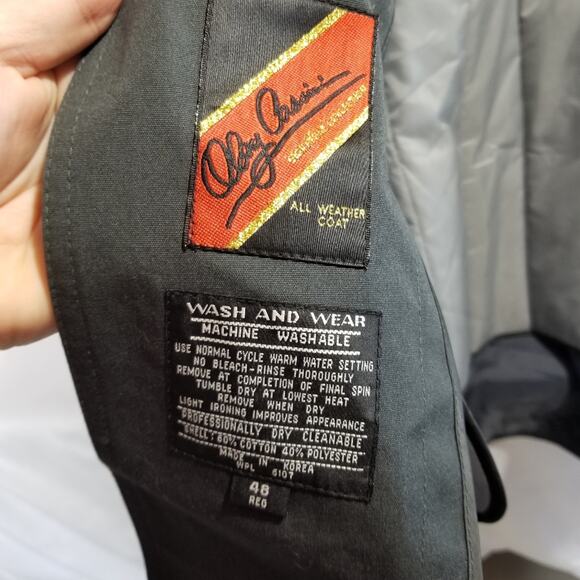 Oleg Cassini
ALL WEATHER
COAT
WASH AND WEAR
MACHINE WASHABLE
USE NORMAL CYCLE WARM WATER SETTING
NO BLEACH-RINSE THOROUGHLY
REMOVE AT COMPLETION OF FINAL SPIN
TUMBLE DRY AT LOWEST HEAT
REMOVE WHEN DRY
LIGHT IRONING IMPROVES APPEARANCE
PROFESSIONALLY DRY CLEANABLE
SHELL: 60% COTTON 40% POLYESTER
MADE IN KOREA
WPL 6107
48
REG